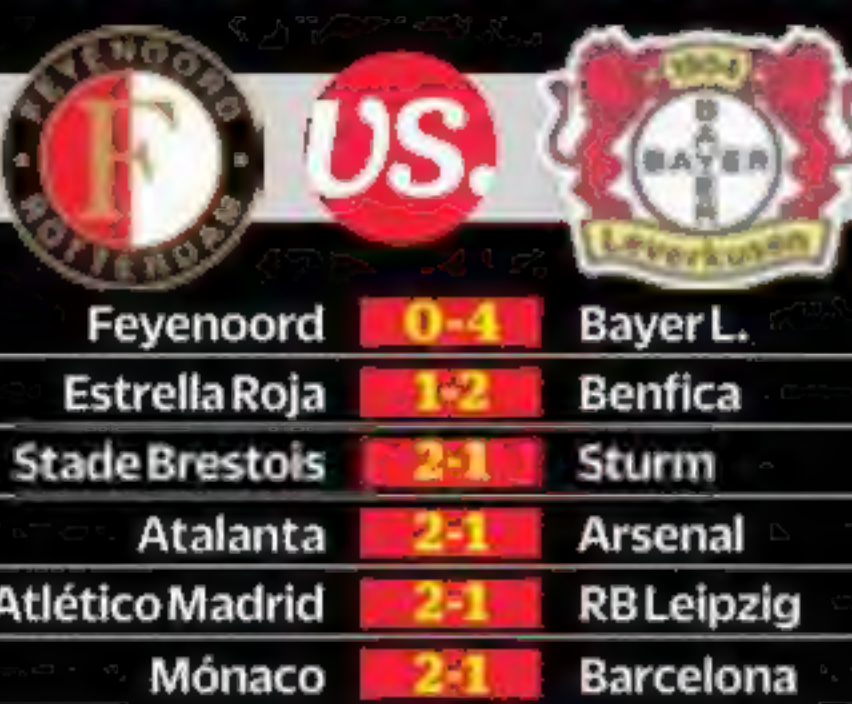 FEYENOORD
ROTTERDAM
F
VS.
1904
BAYER
BAYER
Leverkusen
Feyenoord 0-4 Bayer L.
Estrella Roja 1-2 Benfica
Stade Brestois 2-1 Sturm
Atalanta 2-1 Arsenal
Atlético Madrid 2-1 RB Leipzig
Mónaco 2-1 Barcelona